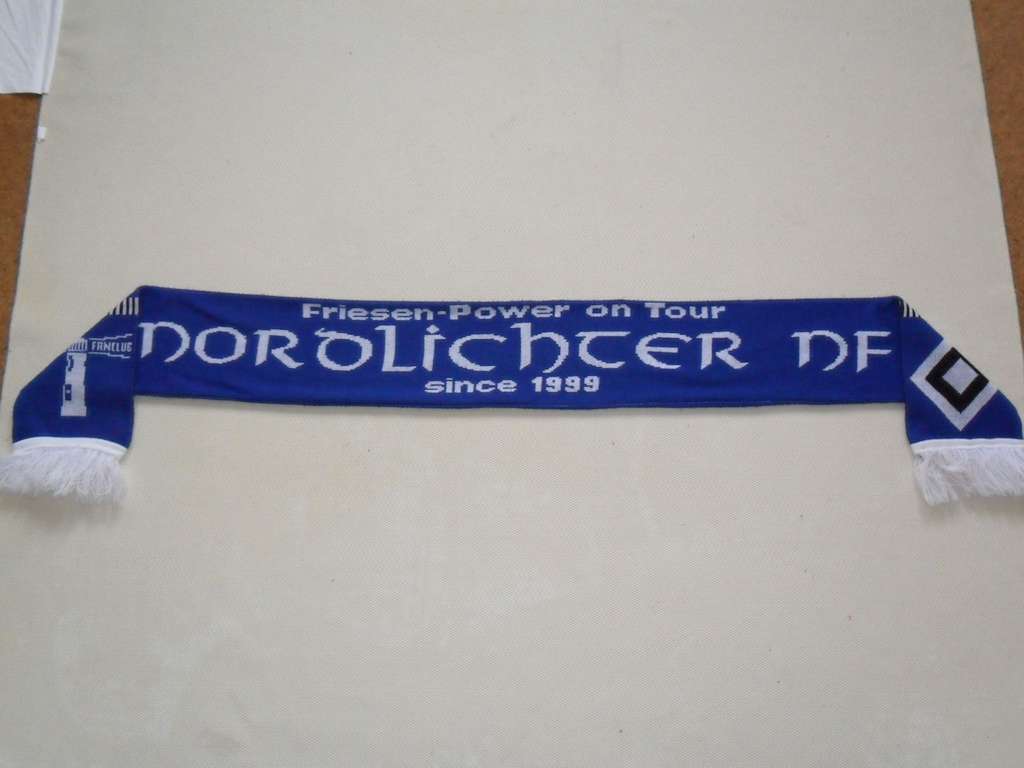 Friesen-Power on Tour
FANCLUB
NORDLICHTER NF
since 1999